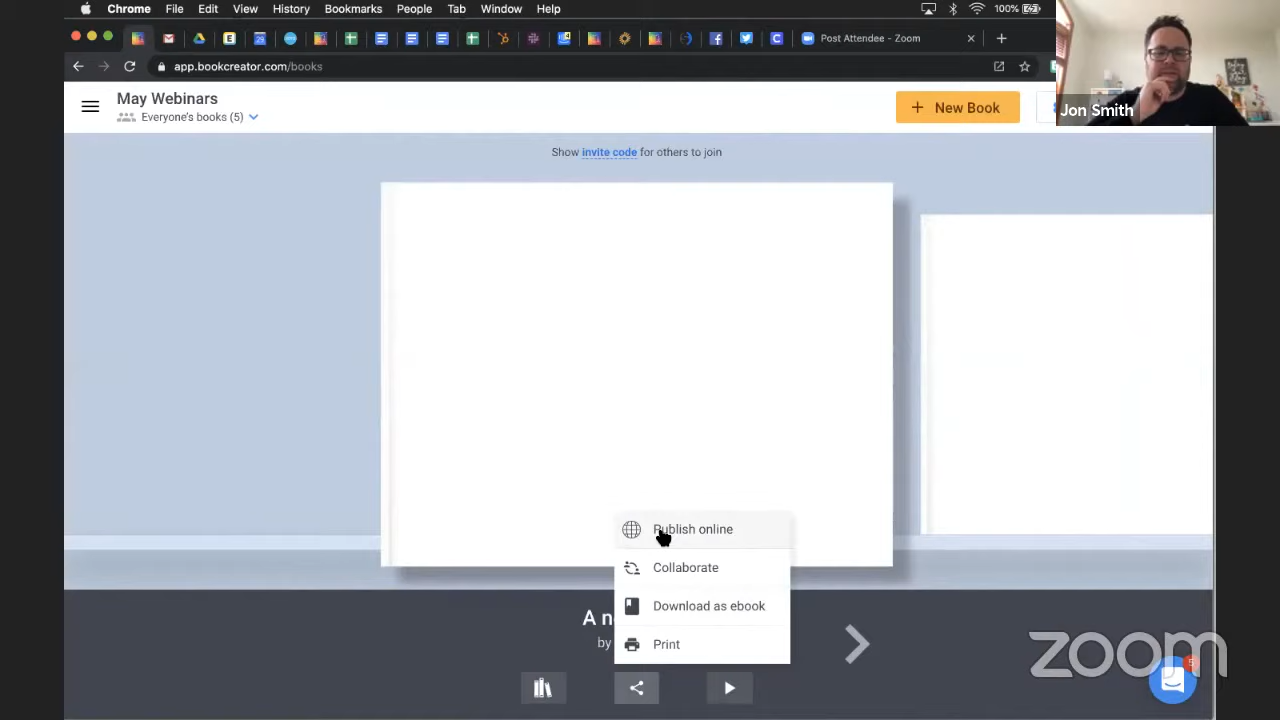 Chrome File Edit View History Bookmarks People Tab Window Help 100%
Post Attendee - Zoom
app.bookcreator.com/books
May Webinars
Everyone's books (5)
+ New Book
Jon Smith
Show invite code for others to join
Publish online
Collaborate
Download as ebook
Print
A n
by
zoom
5